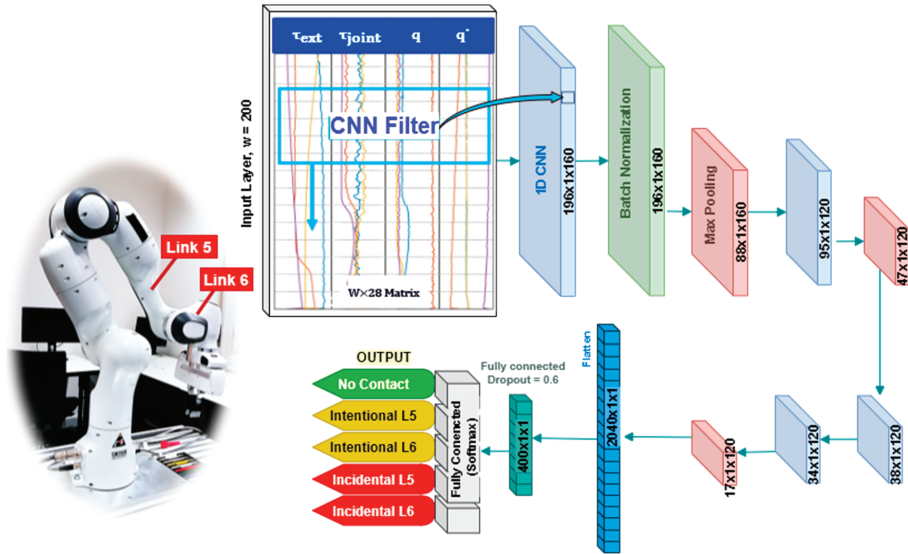 τext τjoint q q˙
Input Layer, w = 200
CNN Filter
W×28 Matrix
1D CNN
196x1x160
Batch Normalization
196x1x160
Max Pooling
88x1x160
95x1x120
47x1x120
Link 5
Link 6
38x1x120
34x1x120
17x1x120
Flatten
2040x1x1
Fully connected
Dropout = 0.6
400x1x1
Fully Conencted
(Softmax)
OUTPUT
No Contact
Intentional L5
Intentional L6
Incidental L5
Incidental L6